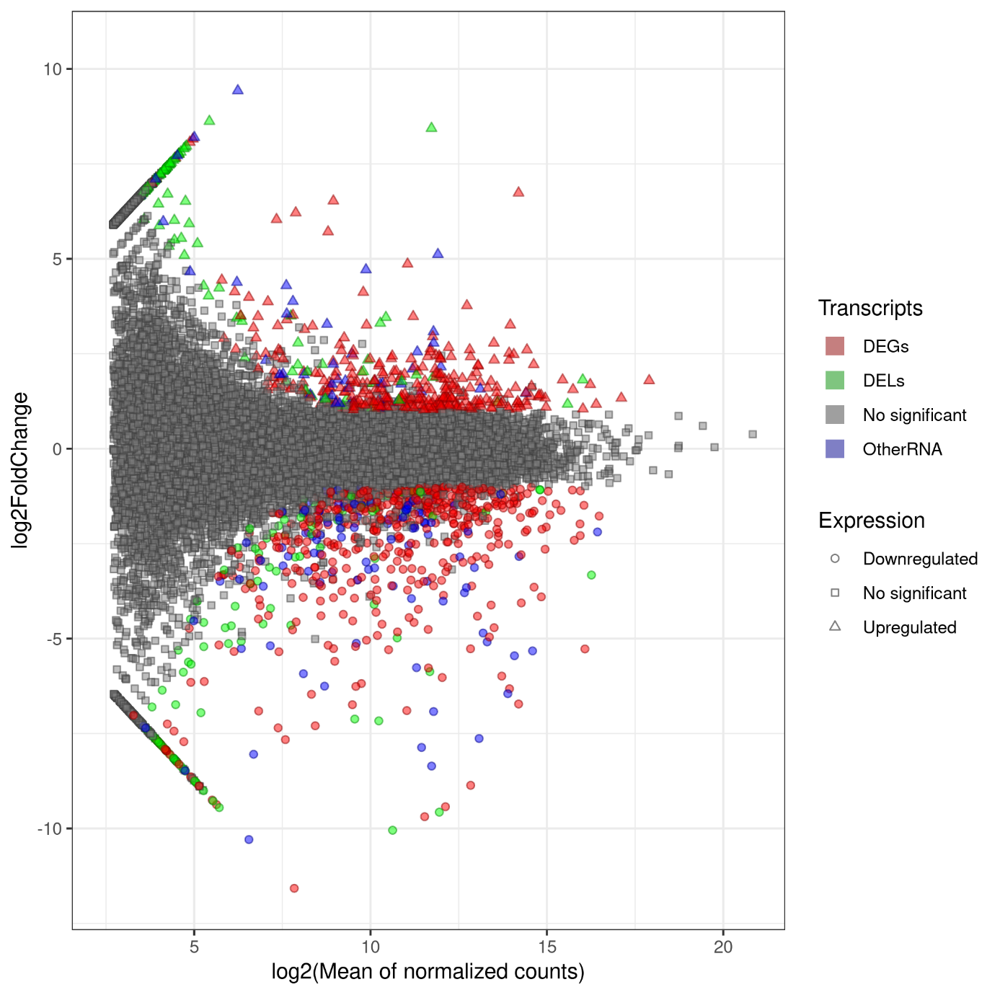 10
5
0
-5
-10
log2FoldChange
5
10
15
20
log2(Mean of normalized counts)
Transcripts
DEGs
DELs
No significant
OtherRNA
Expression
Downregulated
No significant
Upregulated